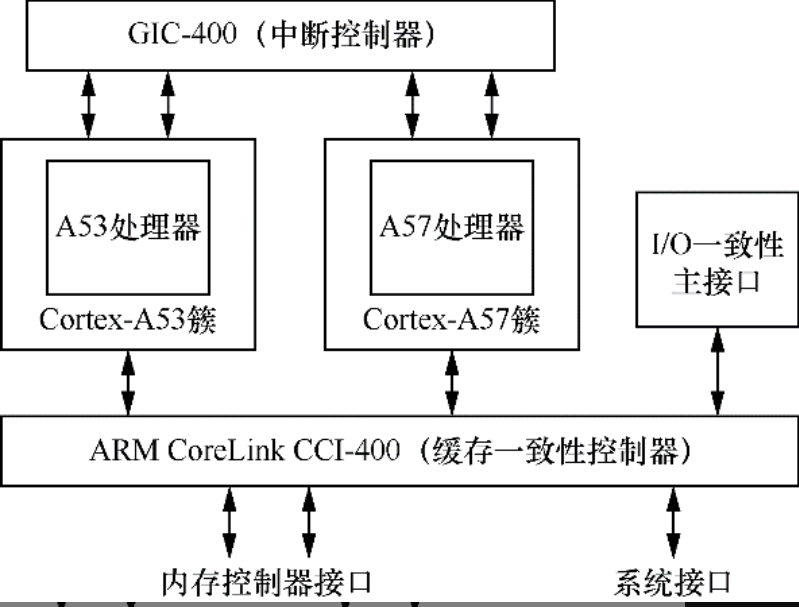 GIC-400（中断控制器）
A53处理器
A57处理器
Cortex-A53簇
Cortex-A57簇
I/O一致性
主接口
ARM CoreLink CCI-400（缓存一致性控制器）
内存控制器接口
系统接口